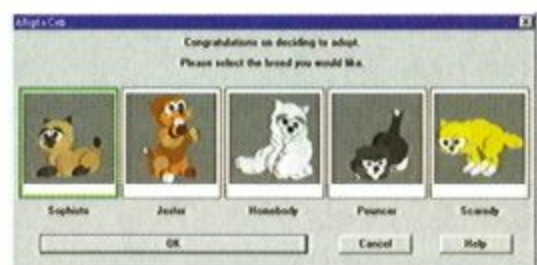 Adopt a Cat
Congratulations on deciding to adopt.
Please select the breed you would like.
Sophisto
Jester
Homebody
Pouncer
Scaredy
OK
Cancel
Help